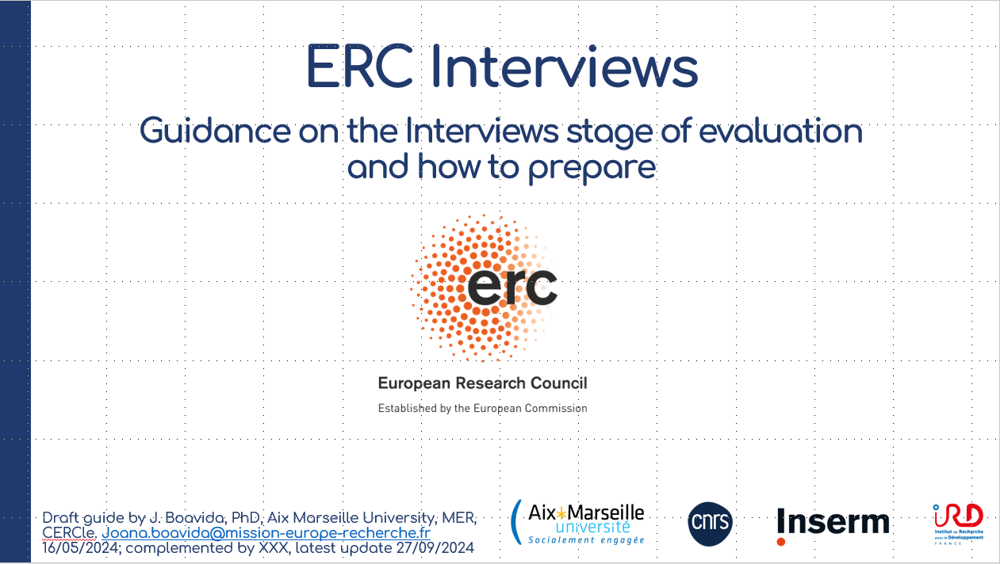 ERC Interviews
Guidance on the Interviews stage of evaluation
and how to prepare
erc
European Research Council
Established by the European Commission
Draft guide by J. Boavida, PhD, Aix Marseille University, MER,
CERCle. Joana.boavida@mission-europe-recherche.fr
16/05/2024; complemented by XXX, latest update 27/09/2024
Aix*Marseille
université
Socialement engagée
cnrs
Inserm
iRD
Institut de Recherche
pour le Développement
FRANCE